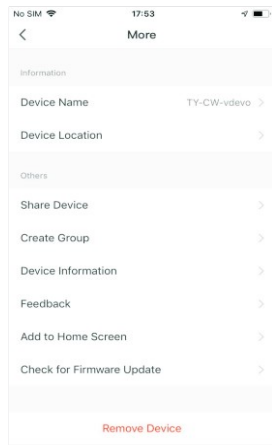 No SIM 17:53
More
Information
Device Name TY-CW-vdevo
Device Location
Others
Share Device
Create Group
Device Information
Feedback
Add to Home Screen
Check for Firmware Update
Remove Device